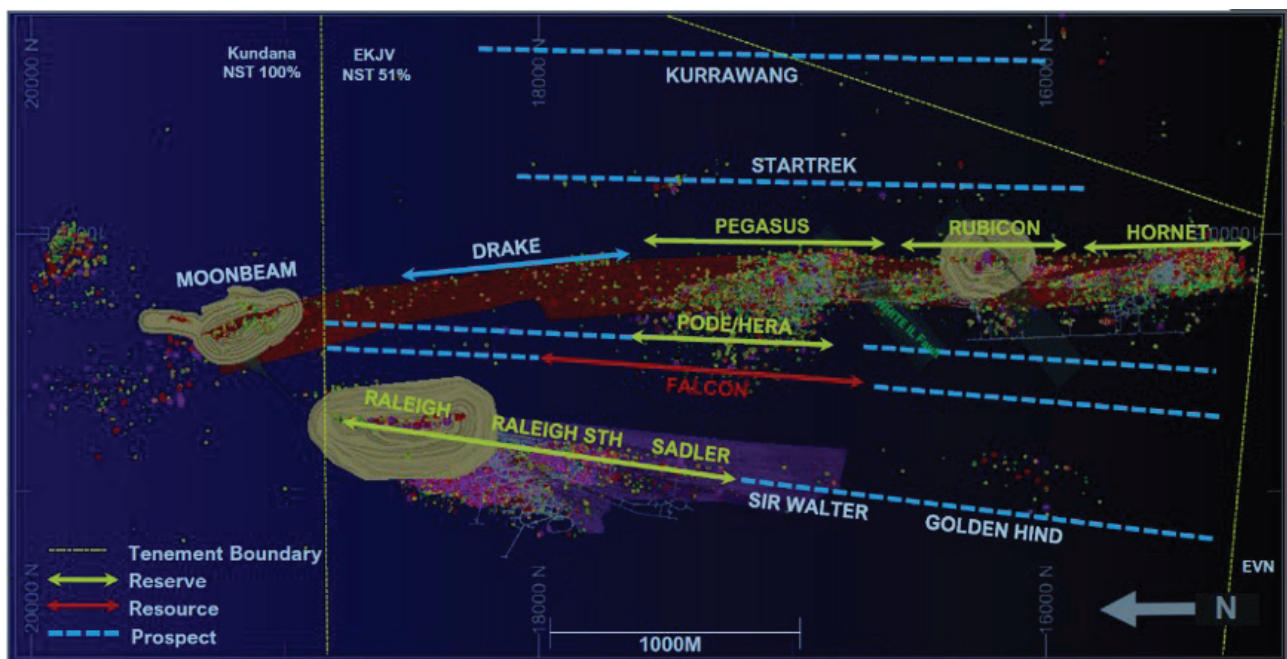 20000 N
Kundana
NST 100%
EKJV
NST 51%
18000 N
16000 N
KURRAWANG
STARTREK
PEGASUS
RUBICON
HORNET
DRAKE
MOONBEAM
PODE/HERA
FALCON
RALEIGH
RALEIGH STH
SADLER
SIR WALTER
GOLDEN HIND
Tenement Boundary
Reserve
Resource
Prospect
20000 N
18000 N
1000M
16000 N
N
EVN